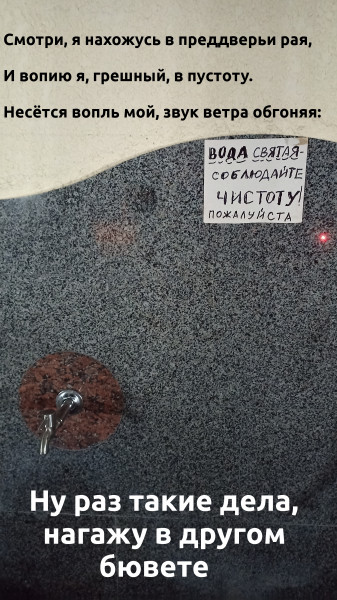 Смотри, я нахожусь в преддверьи рая,
И вопию я, грешный, в пустоту.
Несётся вопль мой, звук ветра обгоняя:
ВОДА СВЯТАЯ-
СОБЛЮДАЙТЕ
ЧИСТОТУ!
ПОЖАЛУЙСТА
Ну раз такие дела,
нагажу в другом
бювете